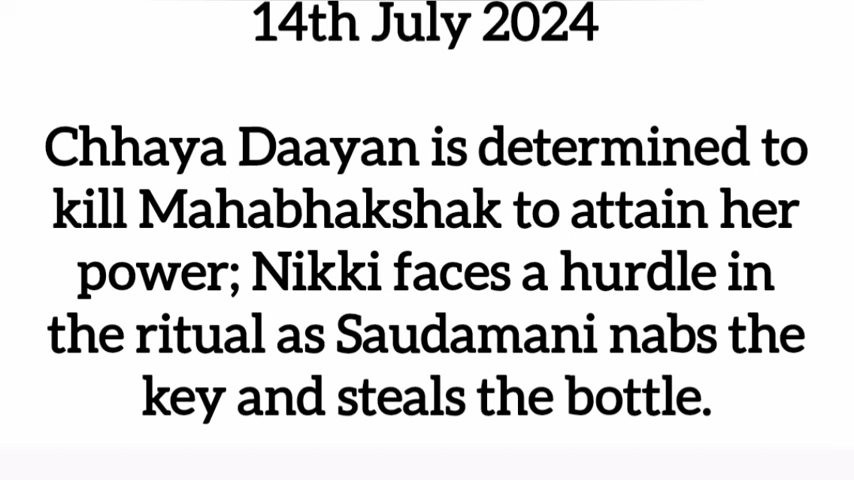 14th July 2024
Chhaya Daayan is determined to
kill Mahabhakshak to attain her
power; Nikki faces a hurdle in
the ritual as Saudamani nabs the
key and steals the bottle.